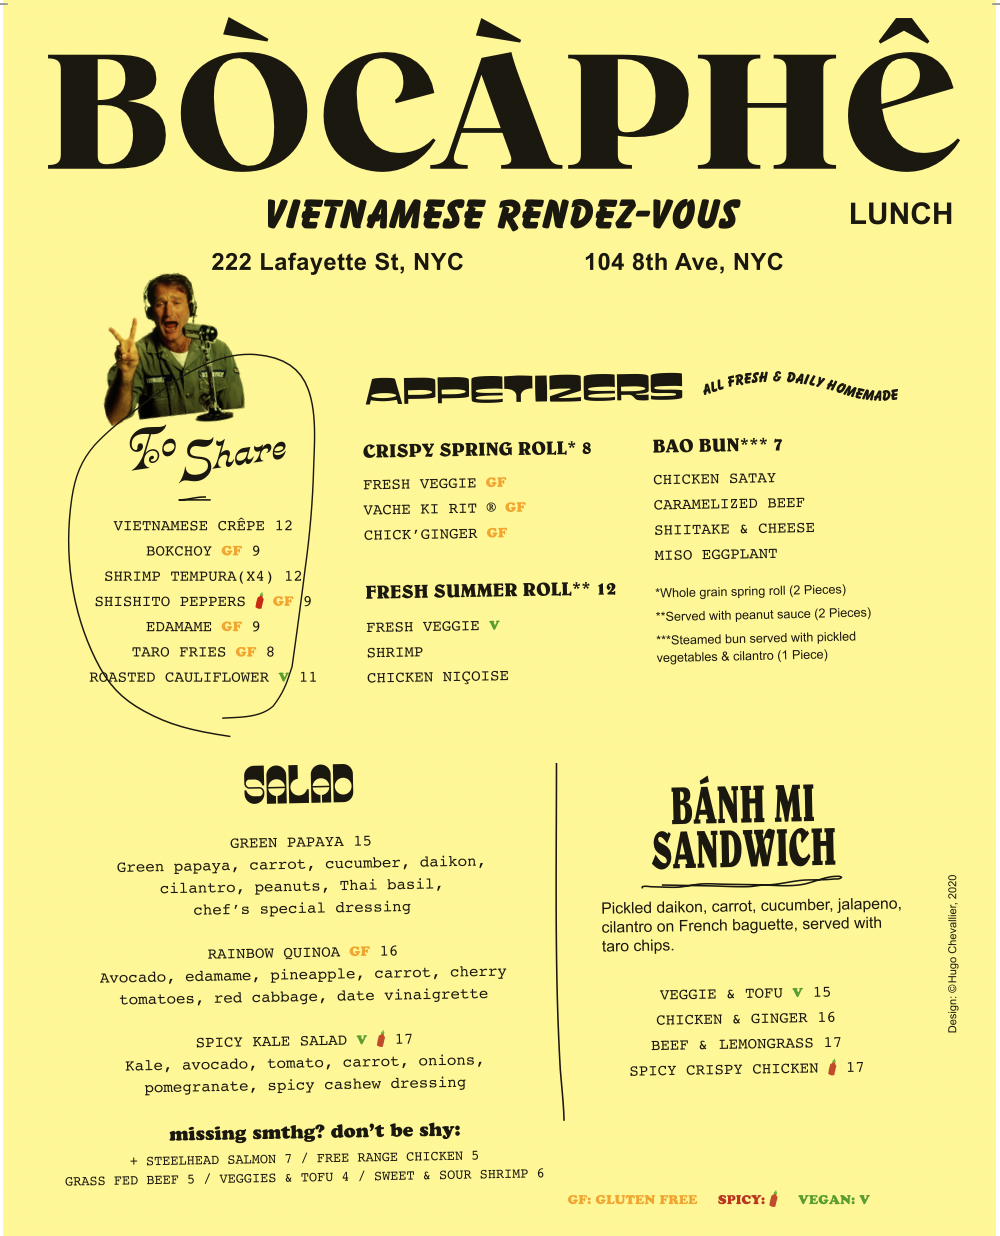 BÒCÀPHÊ
VIETNAMESE RENDEZ-VOUS
LUNCH
222 Lafayette St, NYC
104 8th Ave, NYC
To Share
VIETNAMESE CRÊPE 12
BOKCHOY GF 9
SHRIMP TEMPURA(X4) 12
SHISHITO PEPPERS GF 9
EDAMAME GF 9
TARO FRIES GF 8
ROASTED CAULIFLOWER V 11
APPETIZERS
ALL FRESH & DAILY HOMEMADE
CRISPY SPRING ROLL* 8
FRESH VEGGIE GF
VACHE KI RIT ® GF
CHICK'GINGER GF
FRESH SUMMER ROLL** 12
FRESH VEGGIE V
SHRIMP
CHICKEN NIÇOISE
BAO BUN*** 7
CHICKEN SATAY
CARAMELIZED BEEF
SHIITAKE & CHEESE
MISO EGGPLANT
*Whole grain spring roll (2 Pieces)
**Served with peanut sauce (2 Pieces)
***Steamed bun served with pickled
vegetables & cilantro (1 Piece)
SALAD
GREEN PAPAYA 15
Green papaya, carrot, cucumber, daikon,
cilantro, peanuts, Thai basil,
chef's special dressing
RAINBOW QUINOA GF 16
Avocado, edamame, pineapple, carrot, cherry
tomatoes, red cabbage, date vinaigrette
SPICY KALE SALAD V 17
Kale, avocado, tomato, carrot, onions,
pomegranate, spicy cashew dressing
missing smthg? don't be shy:
+ STEELHEAD SALMON 7 / FREE RANGE CHICKEN 5
GRASS FED BEEF 5 / VEGGIES & TOFU 4 / SWEET & SOUR SHRIMP 6
BÁNH MI
SANDWICH
Pickled daikon, carrot, cucumber, jalapeno,
cilantro on French baguette, served with
taro chips.
VEGGIE & TOFU V 15
CHICKEN & GINGER 16
BEEF & LEMONGRASS 17
SPICY CRISPY CHICKEN 17
Design: ©Hugo Chevallier, 2020
GF: GLUTEN FREE SPICY: VEGAN: V